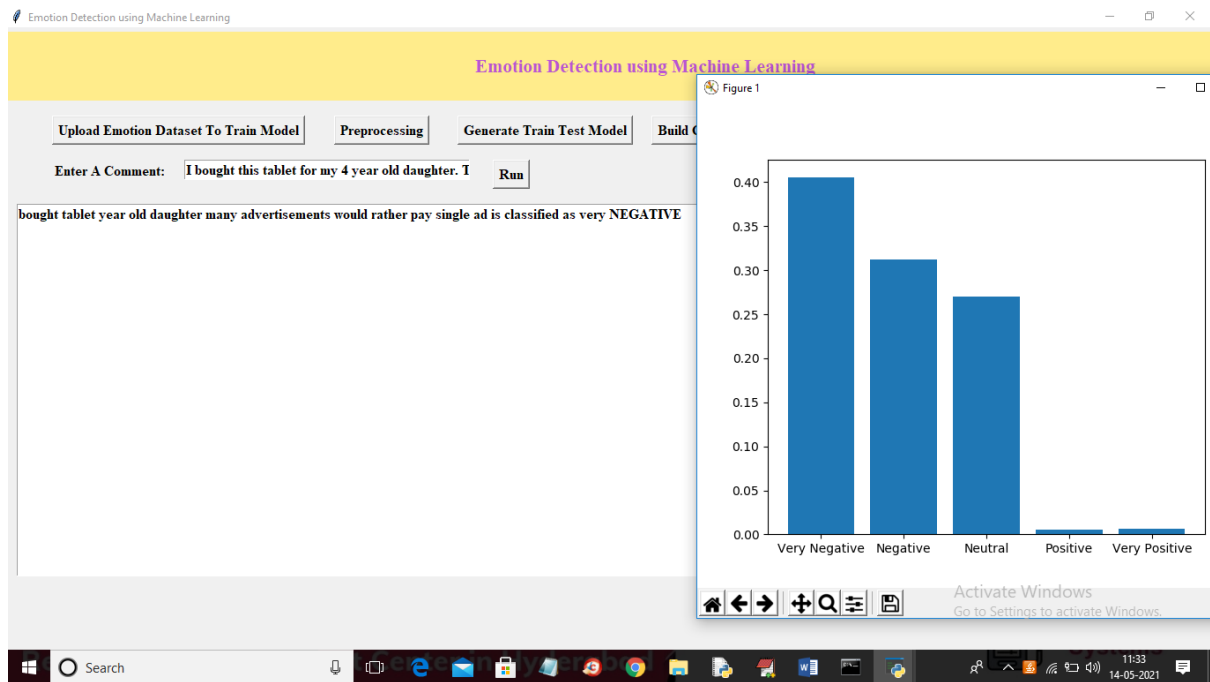 Emotion Detection using Machine Learning
Emotion Detection using Machine Learning
Figure 1
Upload Emotion Dataset To Train Model Preprocessing Generate Train Test Model Build
Enter A Comment: I bought this tablet for my 4 year old daughter. T Run
bought tablet year old daughter many advertisements would rather pay single ad is classified as very NEGATIVE
0.40
0.35
0.30
0.25
0.20
0.15
0.10
0.05
0.00
Very Negative Negative Neutral Positive Very Positive
Activate Windows
Go to Settings to activate Windows.
Search
11:33
14-05-2021